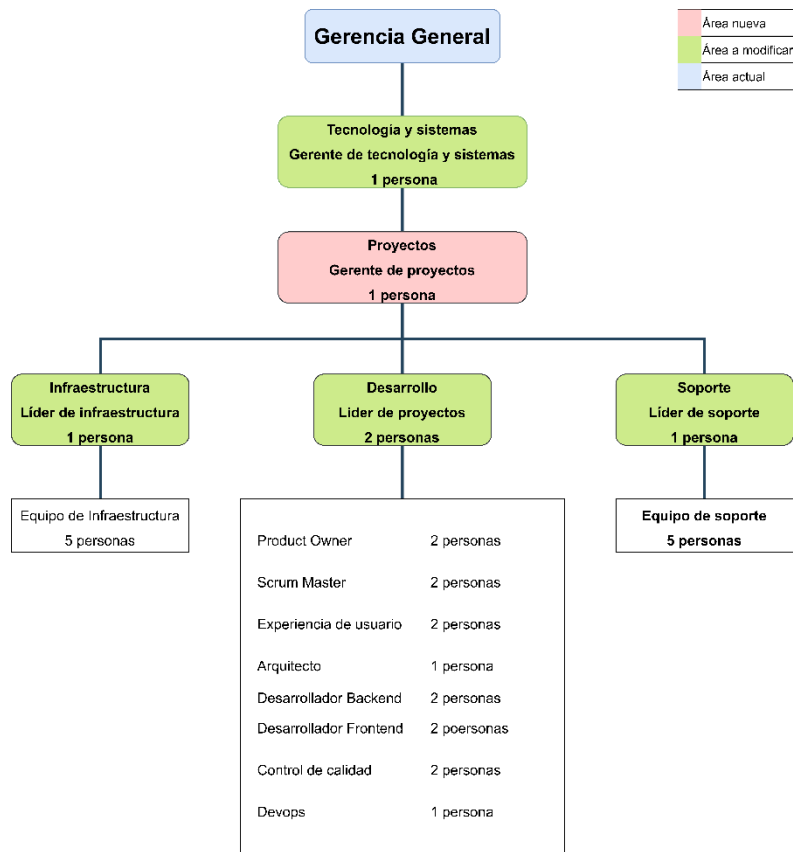 Gerencia General
Área nueva
Área a modificar
Área actual
Tecnología y sistemas
Gerente de tecnología y sistemas
1 persona
Proyectos
Gerente de proyectos
1 persona
Infraestructura
Líder de infraestructura
1 persona
Desarrollo
Lider de proyectos
2 personas
Soporte
Líder de soporte
1 persona
Equipo de Infraestructura
5 personas
Product Owner 2 personas
Scrum Master 2 personas
Experiencia de usuario 2 personas
Arquitecto 1 persona
Desarrollador Backend 2 personas
Desarrollador Frontend 2 poersonas
Control de calidad 2 personas
Devops 1 persona
Equipo de soporte
5 personas